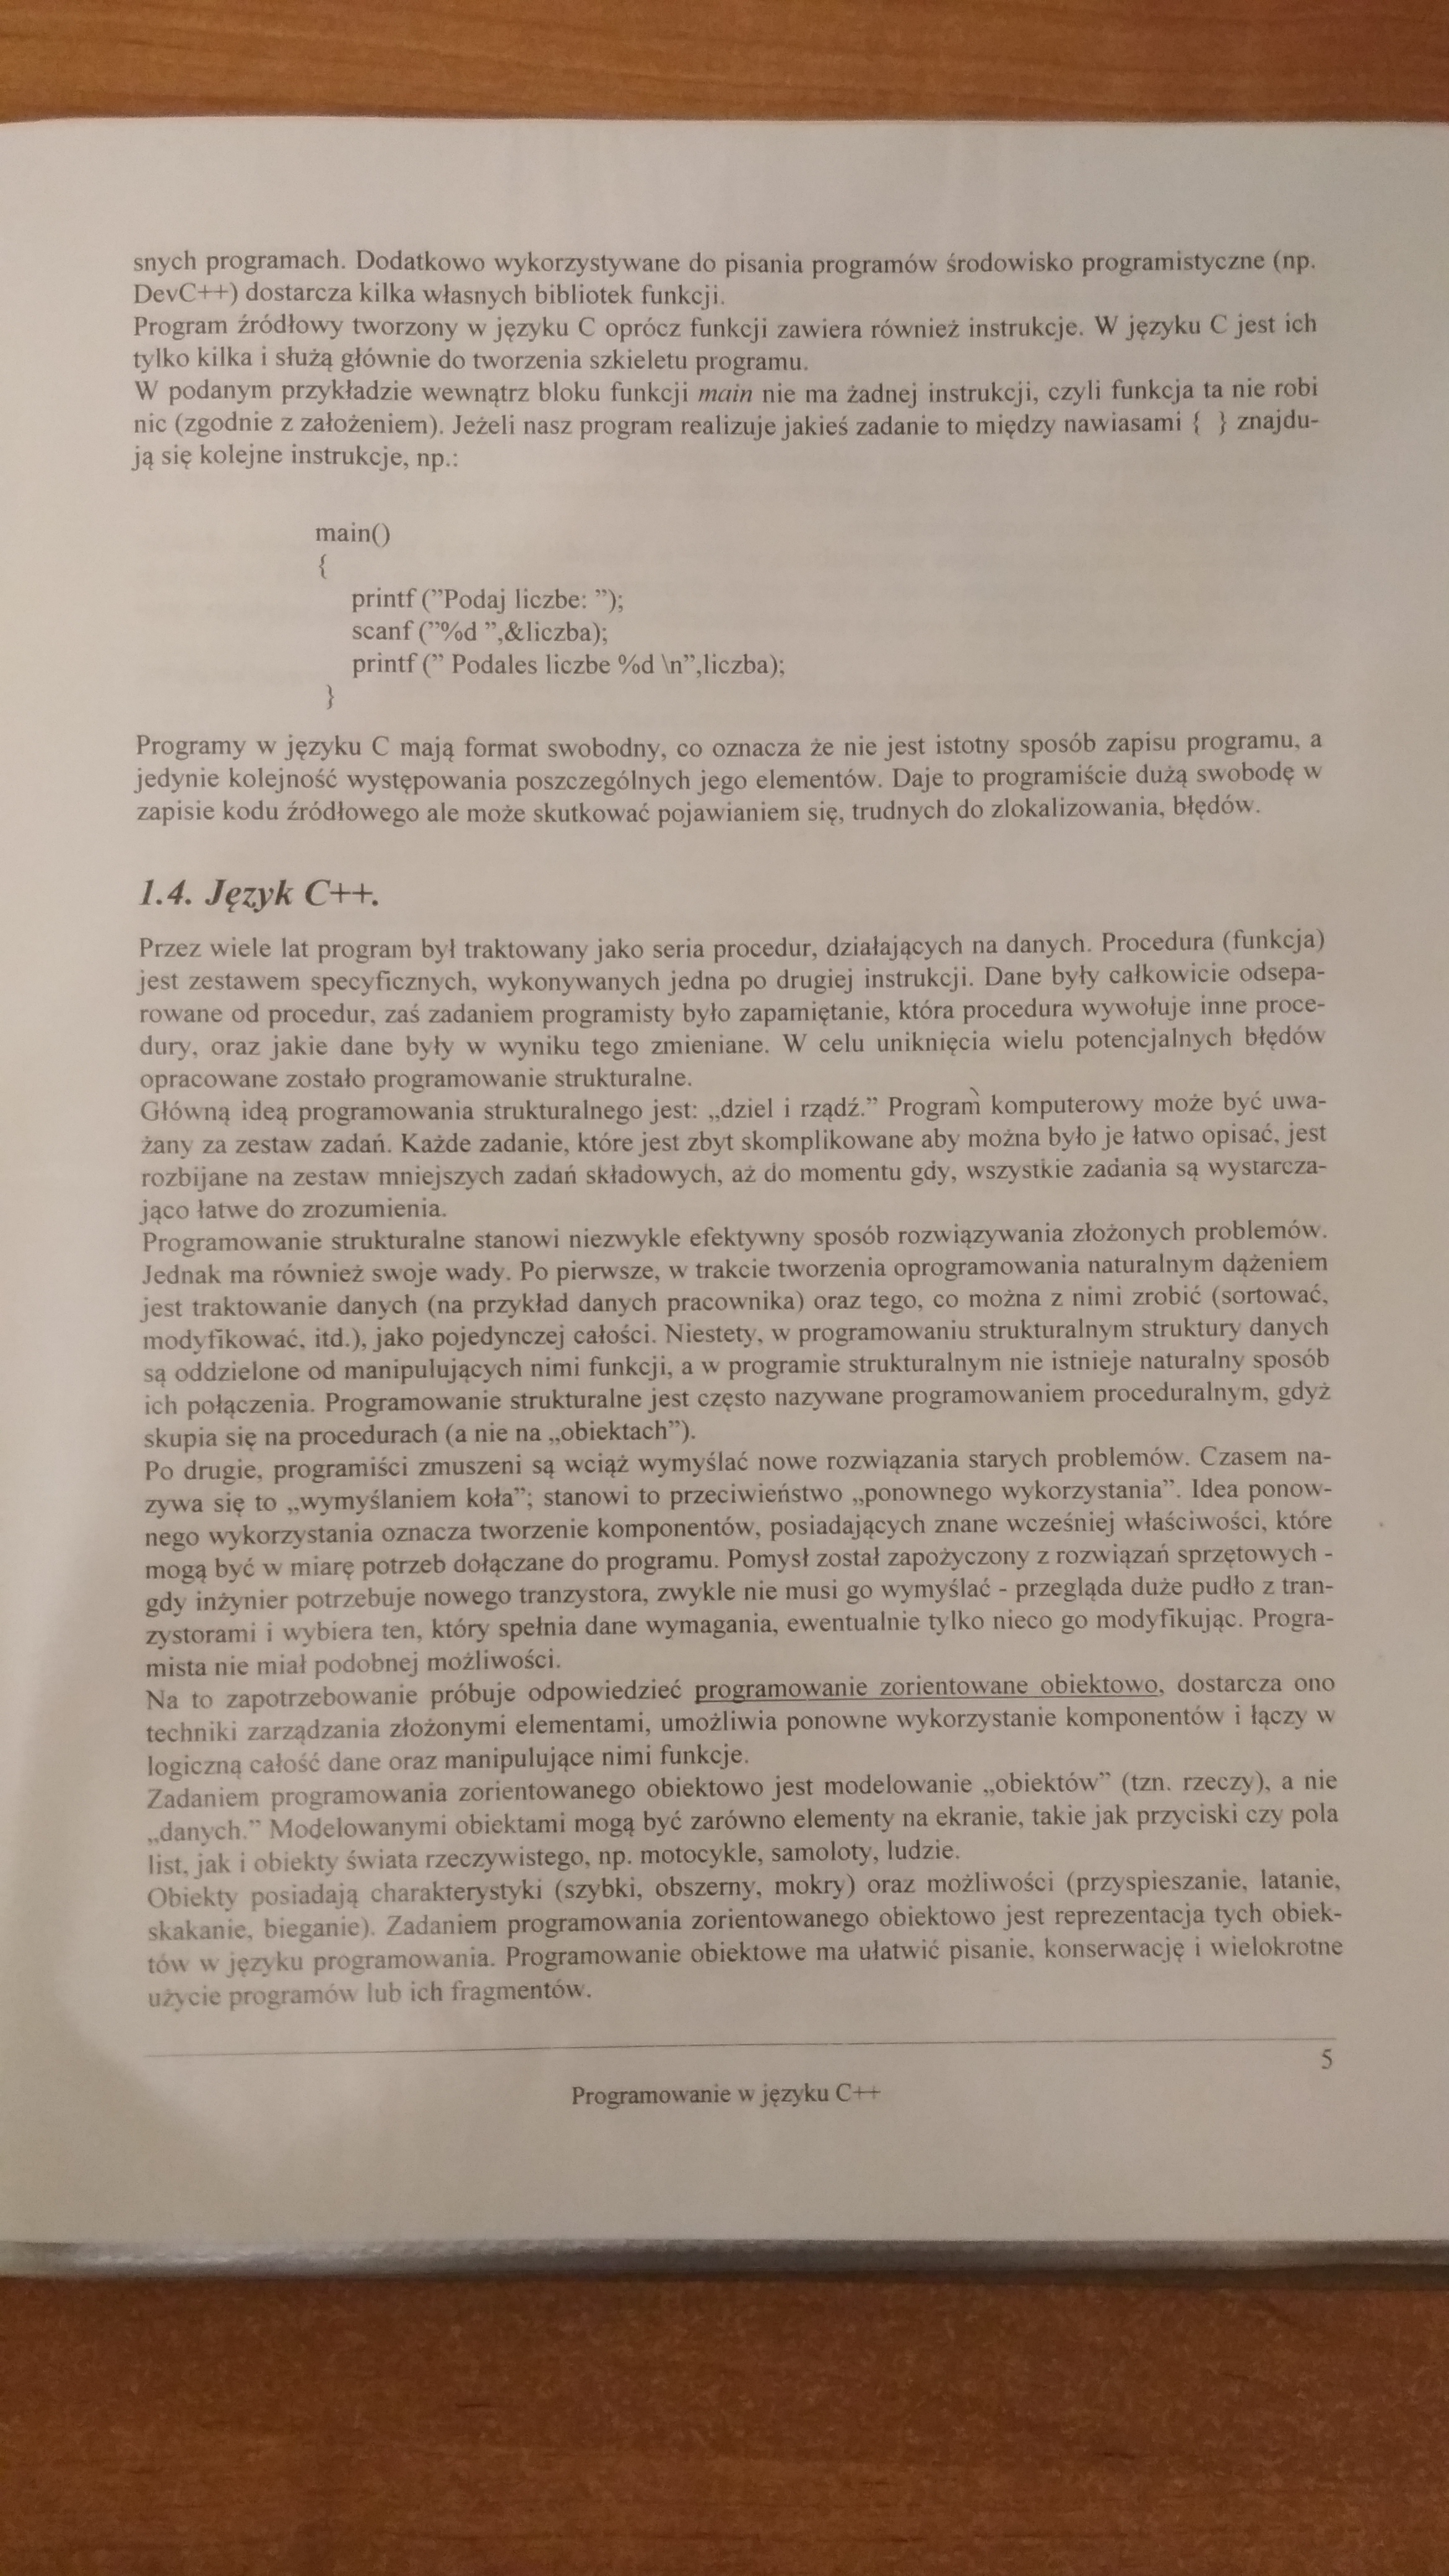 snych programach. Dodatkowo wykorzystywane do pisania programów środowisko programistyczne (np.
DevC++) dostarcza kilka własnych bibliotek funkcji.
Program źródłowy tworzony w języku C oprócz funkcji zawiera również instrukcje. W języku C jest ich
tylko kilka i służą głównie do tworzenia szkieletu programu.
W podanym przykładzie wewnątrz bloku funkcji main nie ma żadnej instrukcji, czyli funkcja ta nie robi
nic (zgodnie z założeniem). Jeżeli nasz program realizuje jakieś zadanie to między nawiasami { } znajdu-
ją się kolejne instrukcje, np.:
main()
{
printf (”Podaj liczbe: ”);
scanf (”%d ”,&liczba);
printf (” Podales liczbe %d \n”,liczba);
}
Programy w języku C mają format swobodny, co oznacza że nie jest istotny sposób zapisu programu, a
jedynie kolejność występowania poszczególnych jego elementów. Daje to programiście dużą swobodę w
zapisie kodu źródłowego ale może skutkować pojawianiem się, trudnych do zlokalizowania, błędów.
1.4. Język C++.
Przez wiele lat program był traktowany jako seria procedur, działających na danych. Procedura (funkcja)
jest zestawem specyficznych, wykonywanych jedna po drugiej instrukcji. Dane były całkowicie odsepa-
rowane od procedur, zaś zadaniem programisty było zapamiętanie, która procedura wywołuje inne proce-
dury, oraz jakie dane były w wyniku tego zmieniane. W celu uniknięcia wielu potencjalnych błędów
opracowane zostało programowanie strukturalne.
Główną ideą programowania strukturalnego jest: „dziel i rządź.” Program komputerowy może być uwa-
żany za zestaw zadań. Każde zadanie, które jest zbyt skomplikowane aby można było je łatwo opisać, jest
rozbijane na zestaw mniejszych zadań składowych, aż do momentu gdy, wszystkie zadania są wystarcza-
jąco łatwe do zrozumienia.
Programowanie strukturalne stanowi niezwykle efektywny sposób rozwiązywania złożonych problemów.
Jednak ma również swoje wady. Po pierwsze, w trakcie tworzenia oprogramowania naturalnym dążeniem
jest traktowanie danych (na przykład danych pracownika) oraz tego, co można z nimi zrobić (sortować,
modyfikować, itd.), jako pojedynczej całości. Niestety, w programowaniu strukturalnym struktury danych
są oddzielone od manipulujących nimi funkcji, a w programie strukturalnym nie istnieje naturalny sposób
ich połączenia. Programowanie strukturalne jest często nazywane programowaniem proceduralnym, gdyż
skupia się na procedurach (a nie na „obiektach”).
Po drugie, programiści zmuszeni są wciąż wymyślać nowe rozwiązania starych problemów. Czasem na-
zywa się to „wymyślaniem koła”; stanowi to przeciwieństwo „ponownego wykorzystania”. Idea ponow-
nego wykorzystania oznacza tworzenie komponentów, posiadających znane wcześniej właściwości, które
mogą być w miarę potrzeb dołączane do programu. Pomysł został zapożyczony z rozwiązań sprzętowych -
gdy inżynier potrzebuje nowego tranzystora, zwykle nie musi go wymyślać - przegląda duże pudło z tran-
zystorami i wybiera ten, który spełnia dane wymagania, ewentualnie tylko nieco go modyfikując. Progra-
mista nie miał podobnej możliwości.
Na to zapotrzebowanie próbuje odpowiedzieć programowanie zorientowane obiektowo, dostarcza ono
techniki zarządzania złożonymi elementami, umożliwia ponowne wykorzystanie komponentów i łączy w
logiczną całość dane oraz manipulujące nimi funkcje.
Zadaniem programowania zorientowanego obiektowo jest modelowanie „obiektów” (tzn. rzeczy), a nie
„danych.” Modelowanymi obiektami mogą być zarówno elementy na ekranie, takie jak przyciski czy pola
list, jak i obiekty świata rzeczywistego, np. motocykle, samoloty, ludzie.
Obiekty posiadają charakterystyki (szybki, obszerny, mokry) oraz możliwości (przyspieszanie, latanie,
skakanie, bieganie). Zadaniem programowania zorientowanego obiektowo jest reprezentacja tych obiek-
tów w języku programowania. Programowanie obiektowe ma ułatwić pisanie, konserwację i wielokrotne
użycie programów lub ich fragmentów.
5
Programowanie w języku C++